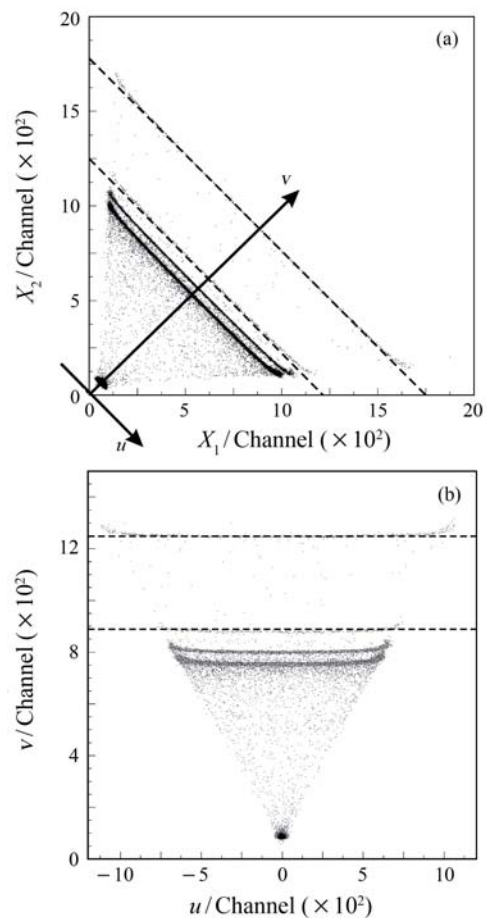 20
(a)
15
v
X₂/Channel (×10²)
10
5
0
0 5 10 15 20
u
X₁/Channel (×10²)
(b)
12
v/Channel (×10²)
8
4
0
−10 −5 0 5 10
u/Channel (×10²)